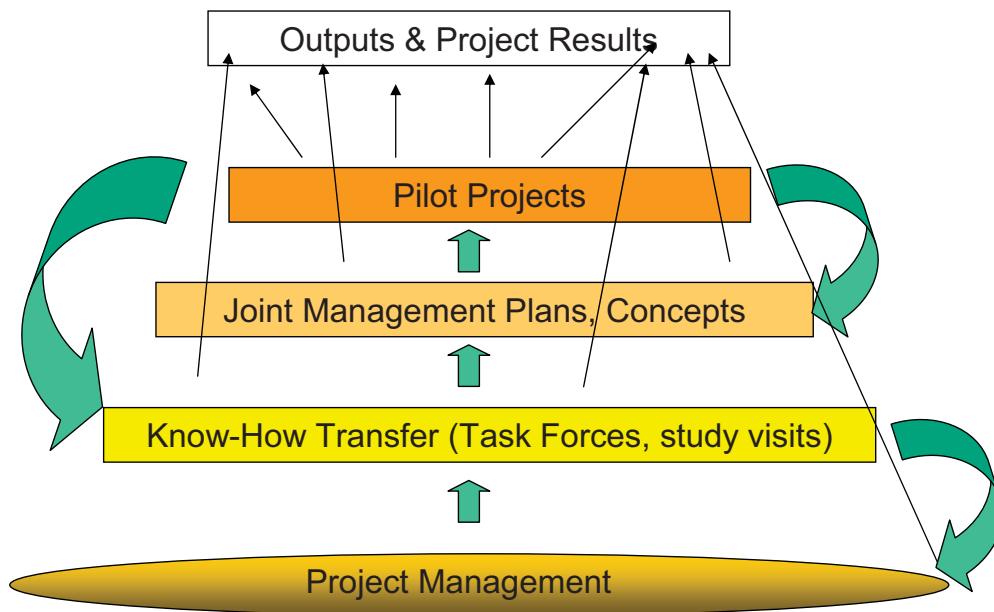 Outputs & Project Results
Pilot Projects
Joint Management Plans, Concepts
Know-How Transfer (Task Forces, study visits)
Project Management